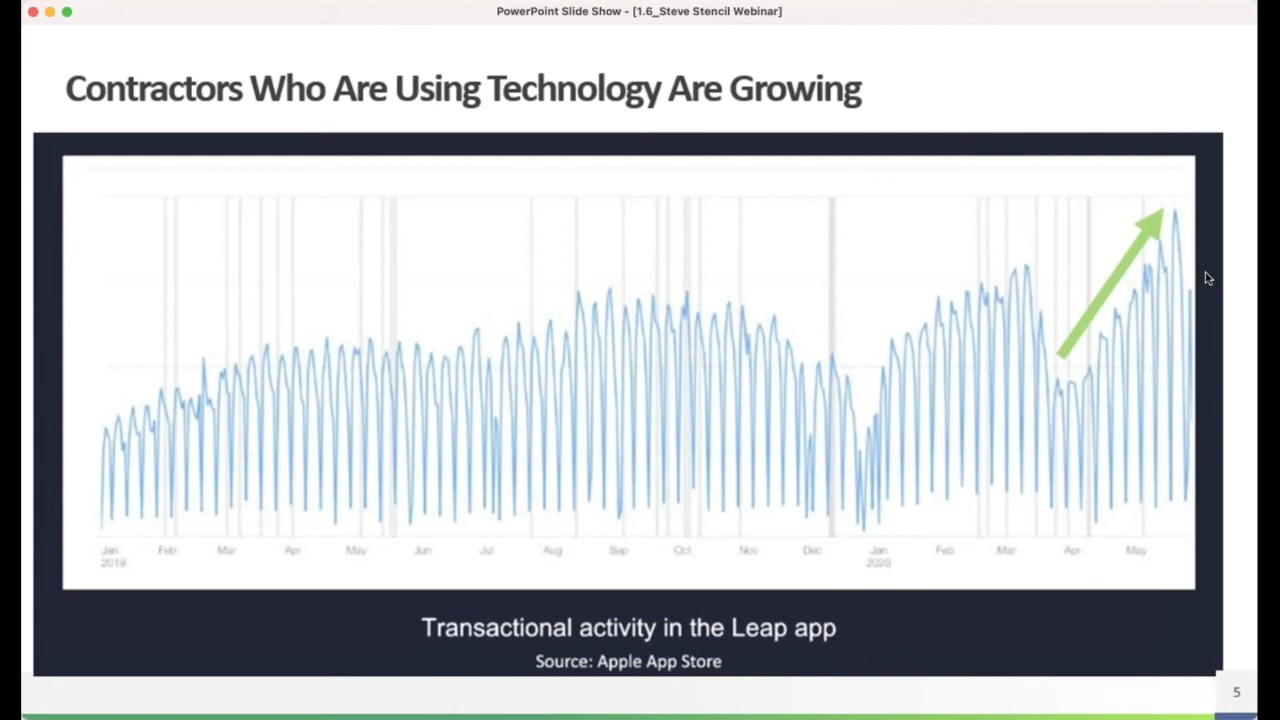 PowerPoint Slide Show - [1.6_Steve Stencil Webinar]
Contractors Who Are Using Technology Are Growing
Jan Feb Mar Apr May Jun Jul Aug Sep Oct Nov Dec Jan Feb Mar Apr May
2019 2020
Transactional activity in the Leap app
Source: Apple App Store
5